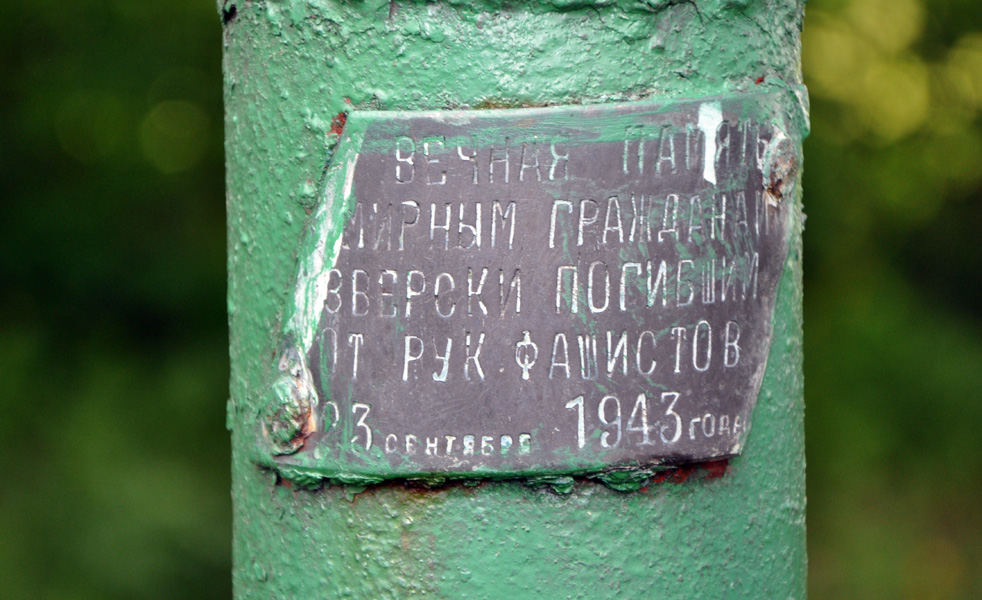 ВЕЧНАЯ ПАМЯТЬ
МИРНЫМ ГРАЖДАНАМ
ЗВЕРСКИ ПОГИБШИМ
ОТ РУК ФАШИСТОВ
23 СЕНТЯБРЯ 1943 ГОДА